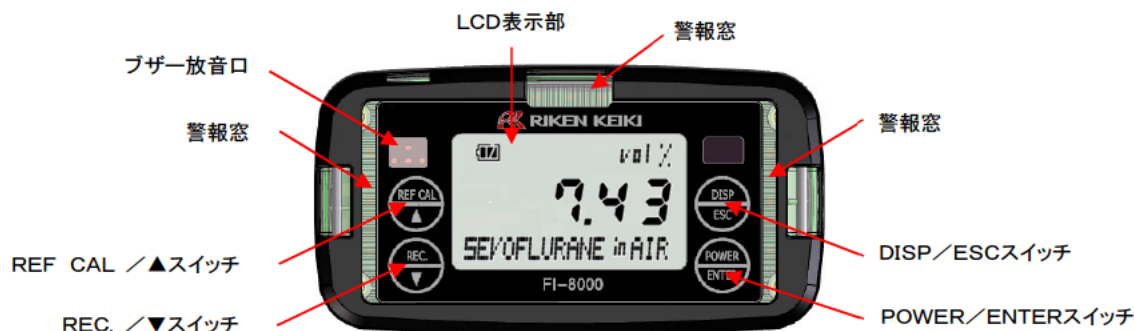 LCD表示部
警報窓
ブザー放音口
警報窓
警報窓
RIKEN KEIKI
vol%
REF CAL
▲
7.43
DISP
ESC
REF CAL ／▲スイッチ
SEVOFLURANE in AIR
DISP／ESCスイッチ
REC.
▼
POWER
ENTER
FI-8000
REC. ／▼スイッチ
POWER／ENTERスイッチ